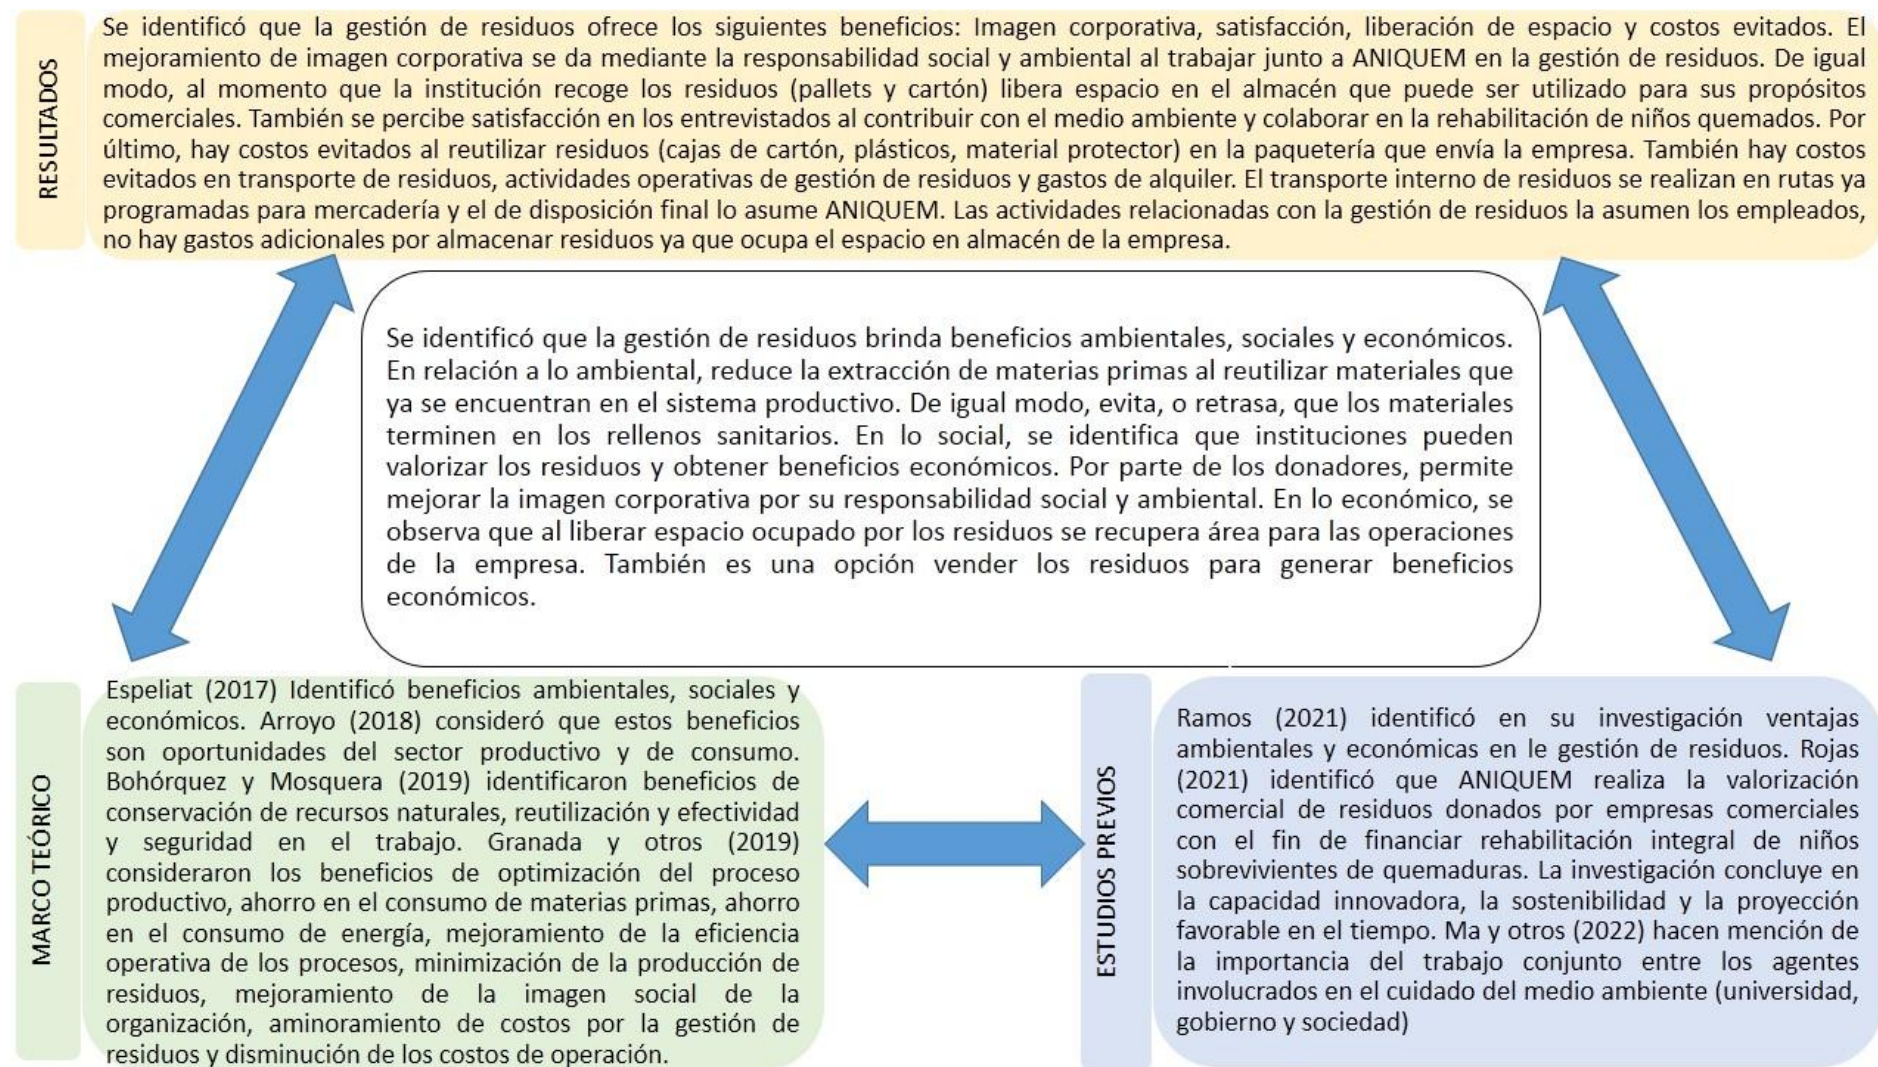 RESULTADOS
Se identificó que la gestión de residuos ofrece los siguientes beneficios: Imagen corporativa, satisfacción, liberación de espacio y costos evitados. El
mejoramiento de imagen corporativa se da mediante la responsabilidad social y ambiental al trabajar junto a ANIQUEM en la gestión de residuos. De igual
modo, al momento que la institución recoge los residuos (pallets y cartón) libera espacio en el almacén que puede ser utilizado para sus propósitos
comerciales. También se percibe satisfacción en los entrevistados al contribuir con el medio ambiente y colaborar en la rehabilitación de niños quemados. Por
último, hay costos evitados al reutilizar residuos (cajas de cartón, plásticos, material protector) en la paquetería que envía la empresa. También hay costos
evitados en transporte de residuos, actividades operativas de gestión de residuos y gastos de alquiler. El transporte interno de residuos se realizan en rutas ya
programadas para mercadería y el de disposición final lo asume ANIQUEM. Las actividades relacionadas con la gestión de residuos la asumen los empleados,
no hay gastos adicionales por almacenar residuos ya que ocupa el espacio en almacén de la empresa.
Se identificó que la gestión de residuos brinda beneficios ambientales, sociales y económicos.
En relación a lo ambiental, reduce la extracción de materias primas al reutilizar materiales que
ya se encuentran en el sistema productivo. De igual modo, evita, o retrasa, que los materiales
terminen en los rellenos sanitarios. En lo social, se identifica que instituciones pueden
valorizar los residuos y obtener beneficios económicos. Por parte de los donadores, permite
mejorar la imagen corporativa por su responsabilidad social y ambiental. En lo económico, se
observa que al liberar espacio ocupado por los residuos se recupera área para las operaciones
de la empresa. También es una opción vender los residuos para generar beneficios
económicos.
MARCO TEÓRICO
Espeliat (2017) Identificó beneficios ambientales, sociales y
económicos. Arroyo (2018) consideró que estos beneficios
son oportunidades del sector productivo y de consumo.
Bohórquez y Mosquera (2019) identificaron beneficios de
conservación de recursos naturales, reutilización y efectividad
y seguridad en el trabajo. Granada y otros (2019)
consideraron los beneficios de optimización del proceso
productivo, ahorro en el consumo de materias primas, ahorro
en el consumo de energía, mejoramiento de la eficiencia
operativa de los procesos, minimización de la producción de
residuos, mejoramiento de la imagen social de la
organización, aminoramiento de costos por la gestión de
residuos y disminución de los costos de operación.
ESTUDIOS PREVIOS
Ramos (2021) identificó en su investigación ventajas
ambientales y económicas en le gestión de residuos. Rojas
(2021) identificó que ANIQUEM realiza la valorización
comercial de residuos donados por empresas comerciales
con el fin de financiar rehabilitación integral de niños
sobrevivientes de quemaduras. La investigación concluye en
la capacidad innovadora, la sostenibilidad y la proyección
favorable en el tiempo. Ma y otros (2022) hacen mención de
la importancia del trabajo conjunto entre los agentes
involucrados en el cuidado del medio ambiente (universidad,
gobierno y sociedad)